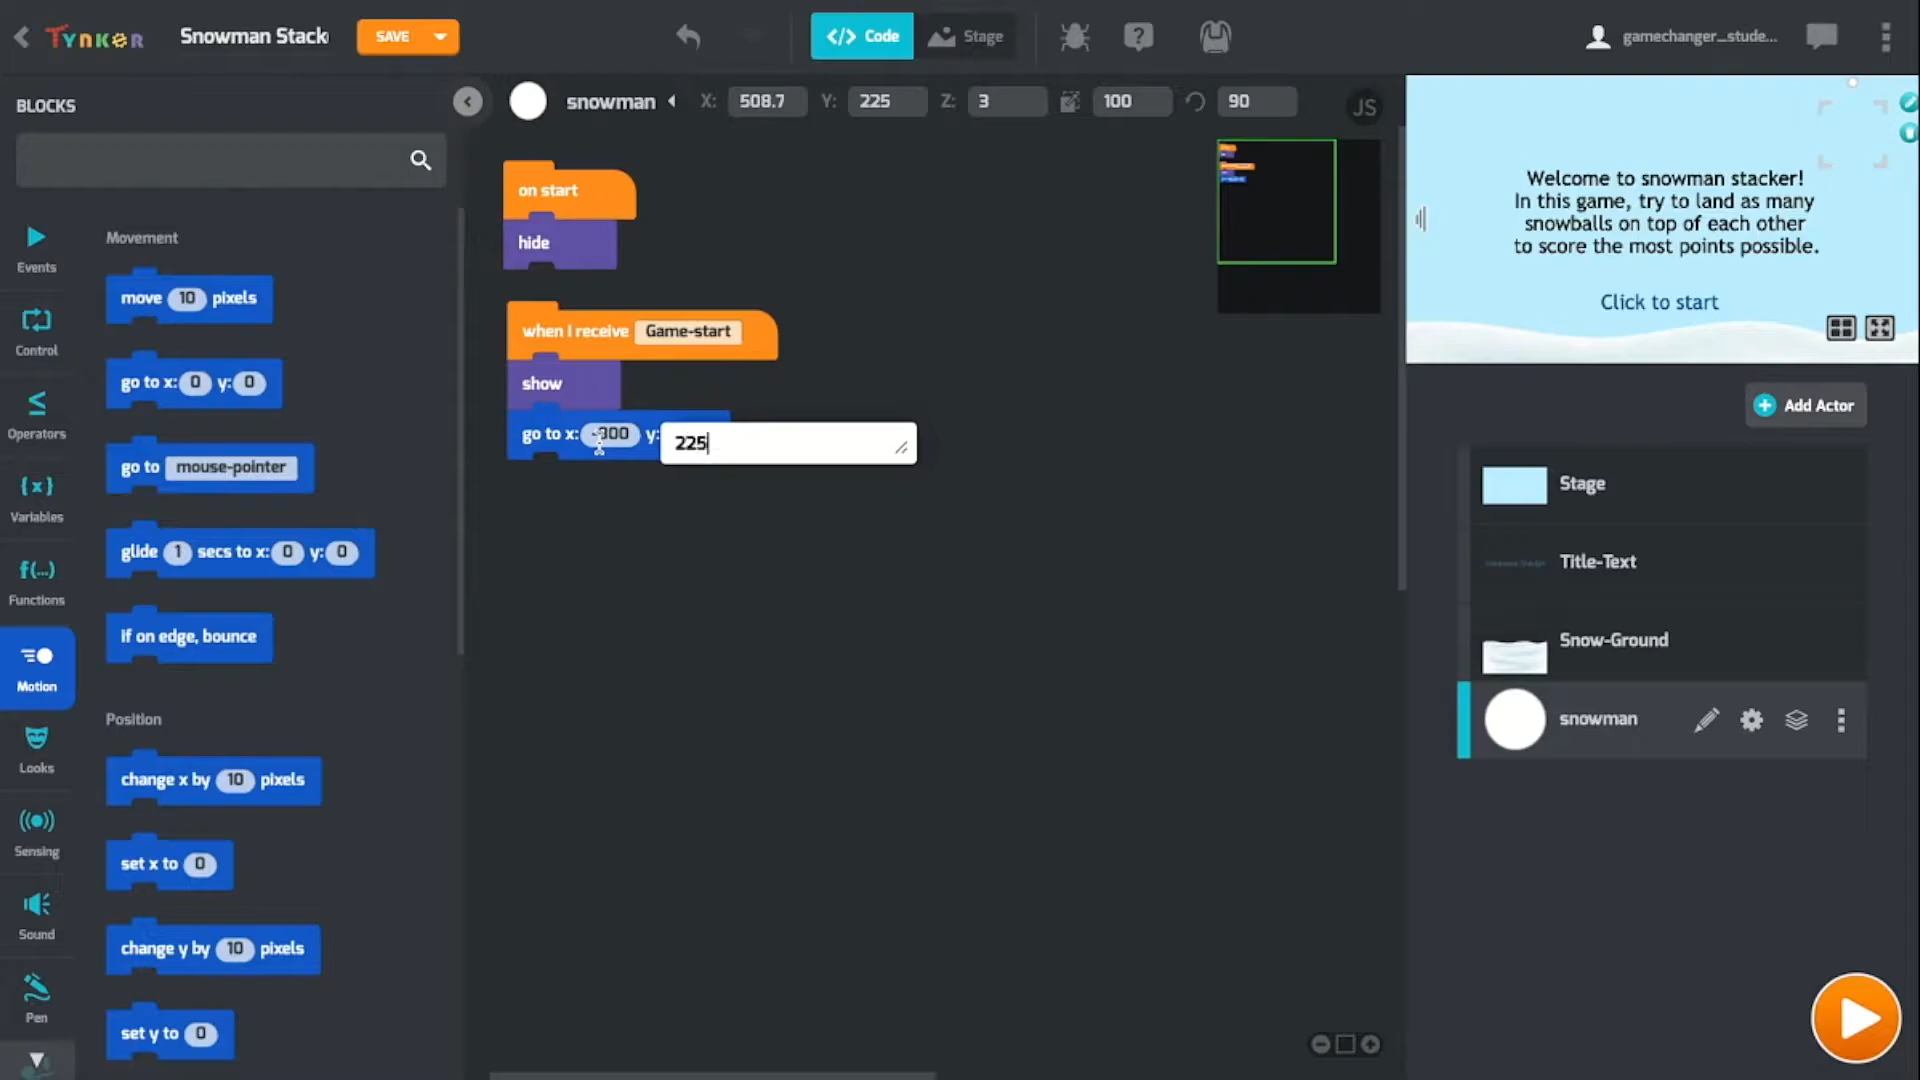 TYNKER
Snowman Stack
SAVE
</> Code
Stage
?
gamechanger_stude...
BLOCKS
snowman
X: 508.7
Y: 225
Z: 3
100
90
JS
Events
Control
Operators
Variables
Functions
Motion
Looks
Sensing
Sound
Pen
{x}
f(...)
Movement
move 10 pixels
go to x: 0 y: 0
go to mouse-pointer
glide 1 secs to x: 0 y: 0
if on edge, bounce
Position
change x by 10 pixels
set x to 0
change y by 10 pixels
set y to 0
on start
hide
when I receive Game-start
show
go to x: -300 y:
225
Welcome to snowman stacker!
In this game, try to land as many
snowballs on top of each other
to score the most points possible.
Click to start
Add Actor
Stage
Title-Text
Snow-Ground
snowman